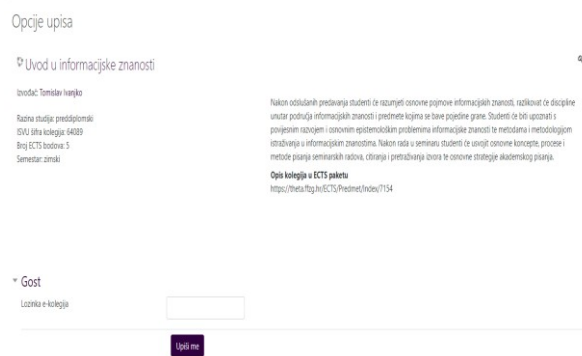 Opcije upisa
Uvod u informacijske znanosti
Izvođač: Tomislav Ivanjko
Razina studija: preddiplomski
ISVU šifra kolegija: 64089
Broj ECTS bodova: 5
Semestar: zimski
Nakon odslušanih predavanja studenti će razumjeti osnovne pojmove informacijskih znanosti, razlikovat će discipline
unutar područja informacijskih znanosti i predmete kojima se bave pojedine grane. Studenti će biti upoznati s
povijesnim razvojem i osnovnim epistemološkim problemima informacijske znanosti te metodama i metodologijom
istraživanja u informacijskim znanostima. Nakon rada u seminaru studenti će usvojit osnovne koncepte, procese i
metode pisanja seminarskih radova, citiranja i pretraživanja izvora te osnovne strategije akademskog pisanja.
Opis kolegija u ECTS paketu
https://theta.ffzg.hr/ECTS/Predmet/Index/7154
Gost
Lozinka e-kolegija
Upiši me